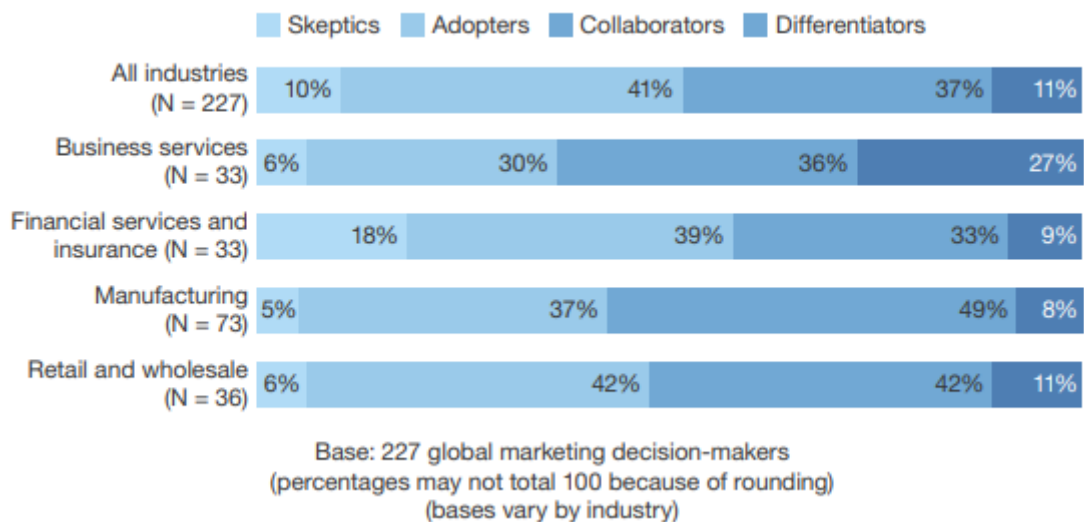 Skeptics Adopters Collaborators Differentiators
All industries
(N = 227)
10% 41% 37% 11%
Business services
(N = 33)
6% 30% 36% 27%
Financial services and
insurance (N = 33)
18% 39% 33% 9%
Manufacturing
(N = 73)
5% 37% 49% 8%
Retail and wholesale
(N = 36)
6% 42% 42% 11%
Base: 227 global marketing decision-makers
(percentages may not total 100 because of rounding)
(bases vary by industry)